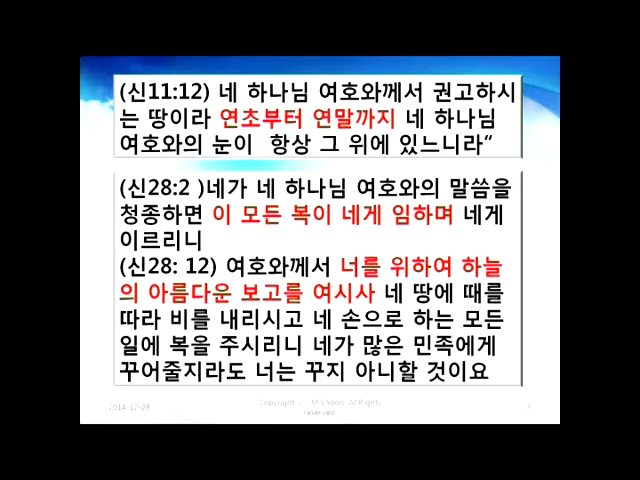 (신11:12) 네 하나님 여호와께서 권고하시
는 땅이라 연초부터 연말까지 네 하나님
여호와의 눈이 항상 그 위에 있느니라“
(신28:2 )네가 네 하나님 여호와의 말씀을
청종하면 이 모든 복이 네게 임하며 네게
이르리니
(신28: 12) 여호와께서 너를 위하여 하늘
의 아름다운 보고를 여시사 네 땅에 때를
따라 비를 내리시고 네 손으로 하는 모든
일에 복을 주시리니 네가 많은 민족에게
꾸어줄지라도 너는 꾸지 아니할 것이요
2014-12-28
Copyright, All Rights
reserved